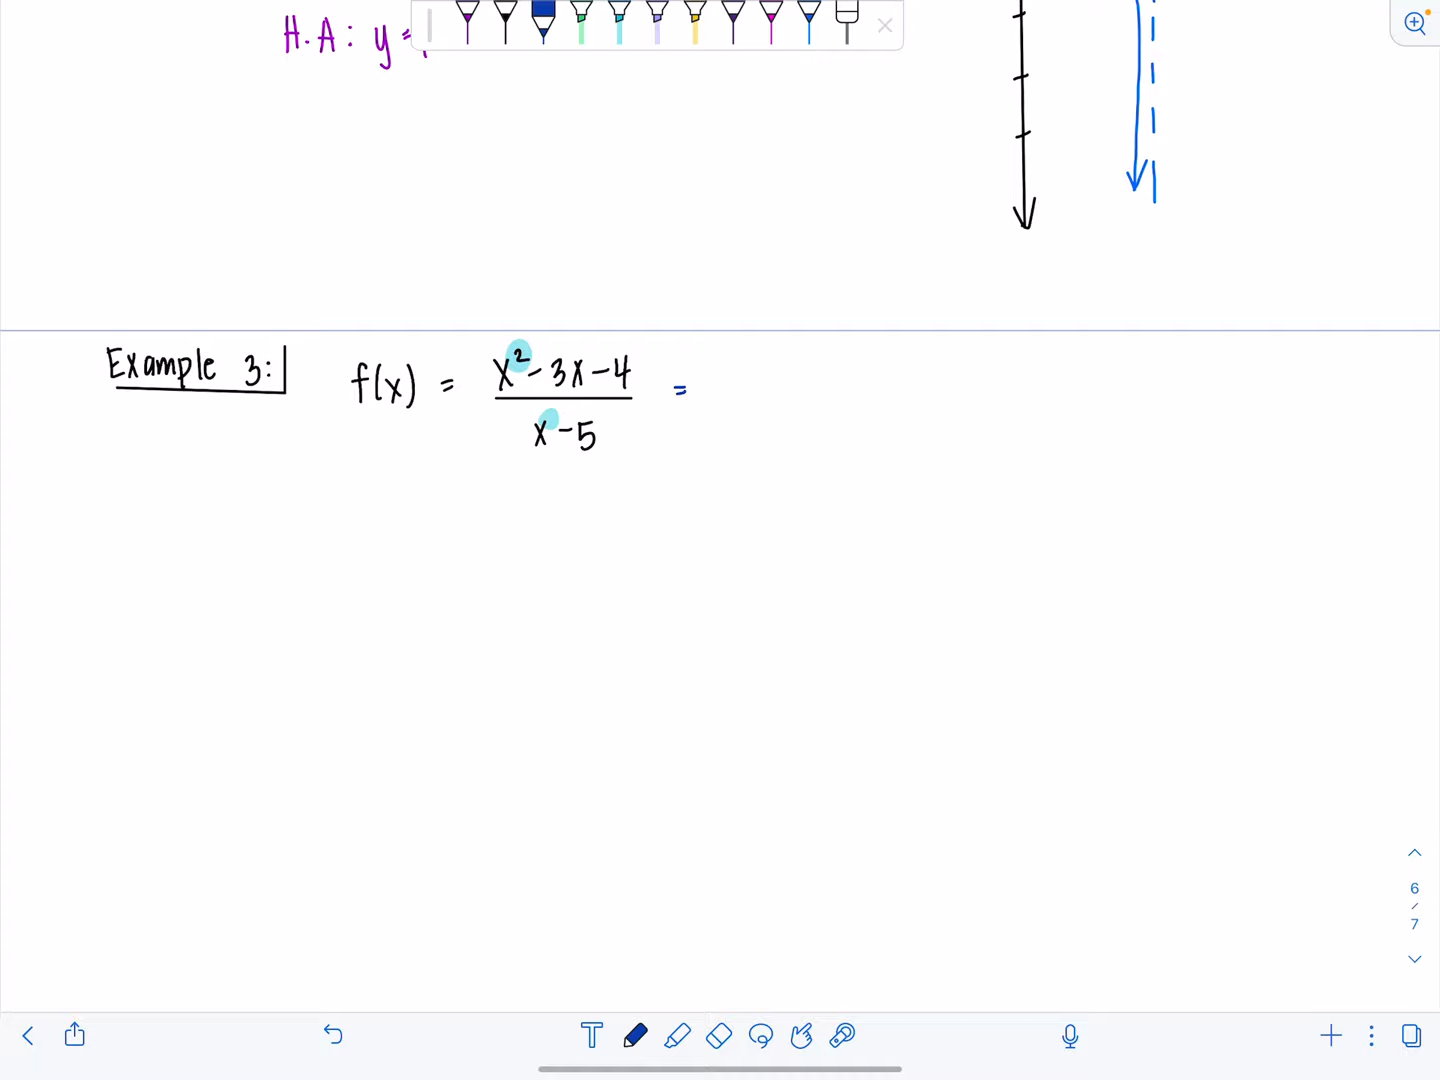 H.A: y =
Example 3: f(x) = x² - 3x - 4 / x - 5 =
6
/
7
T